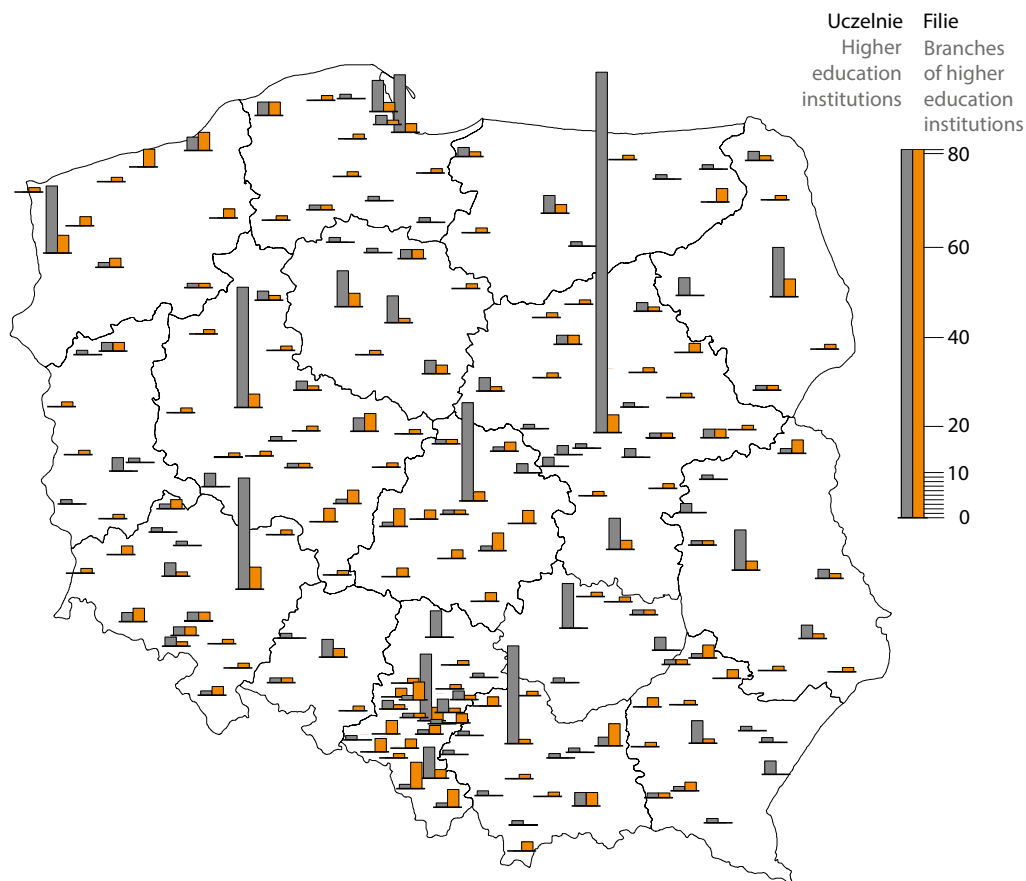 Uczelnie
Higher
education
institutions
Filie
Branches
of higher
education
institutions
80
60
40
20
10
0